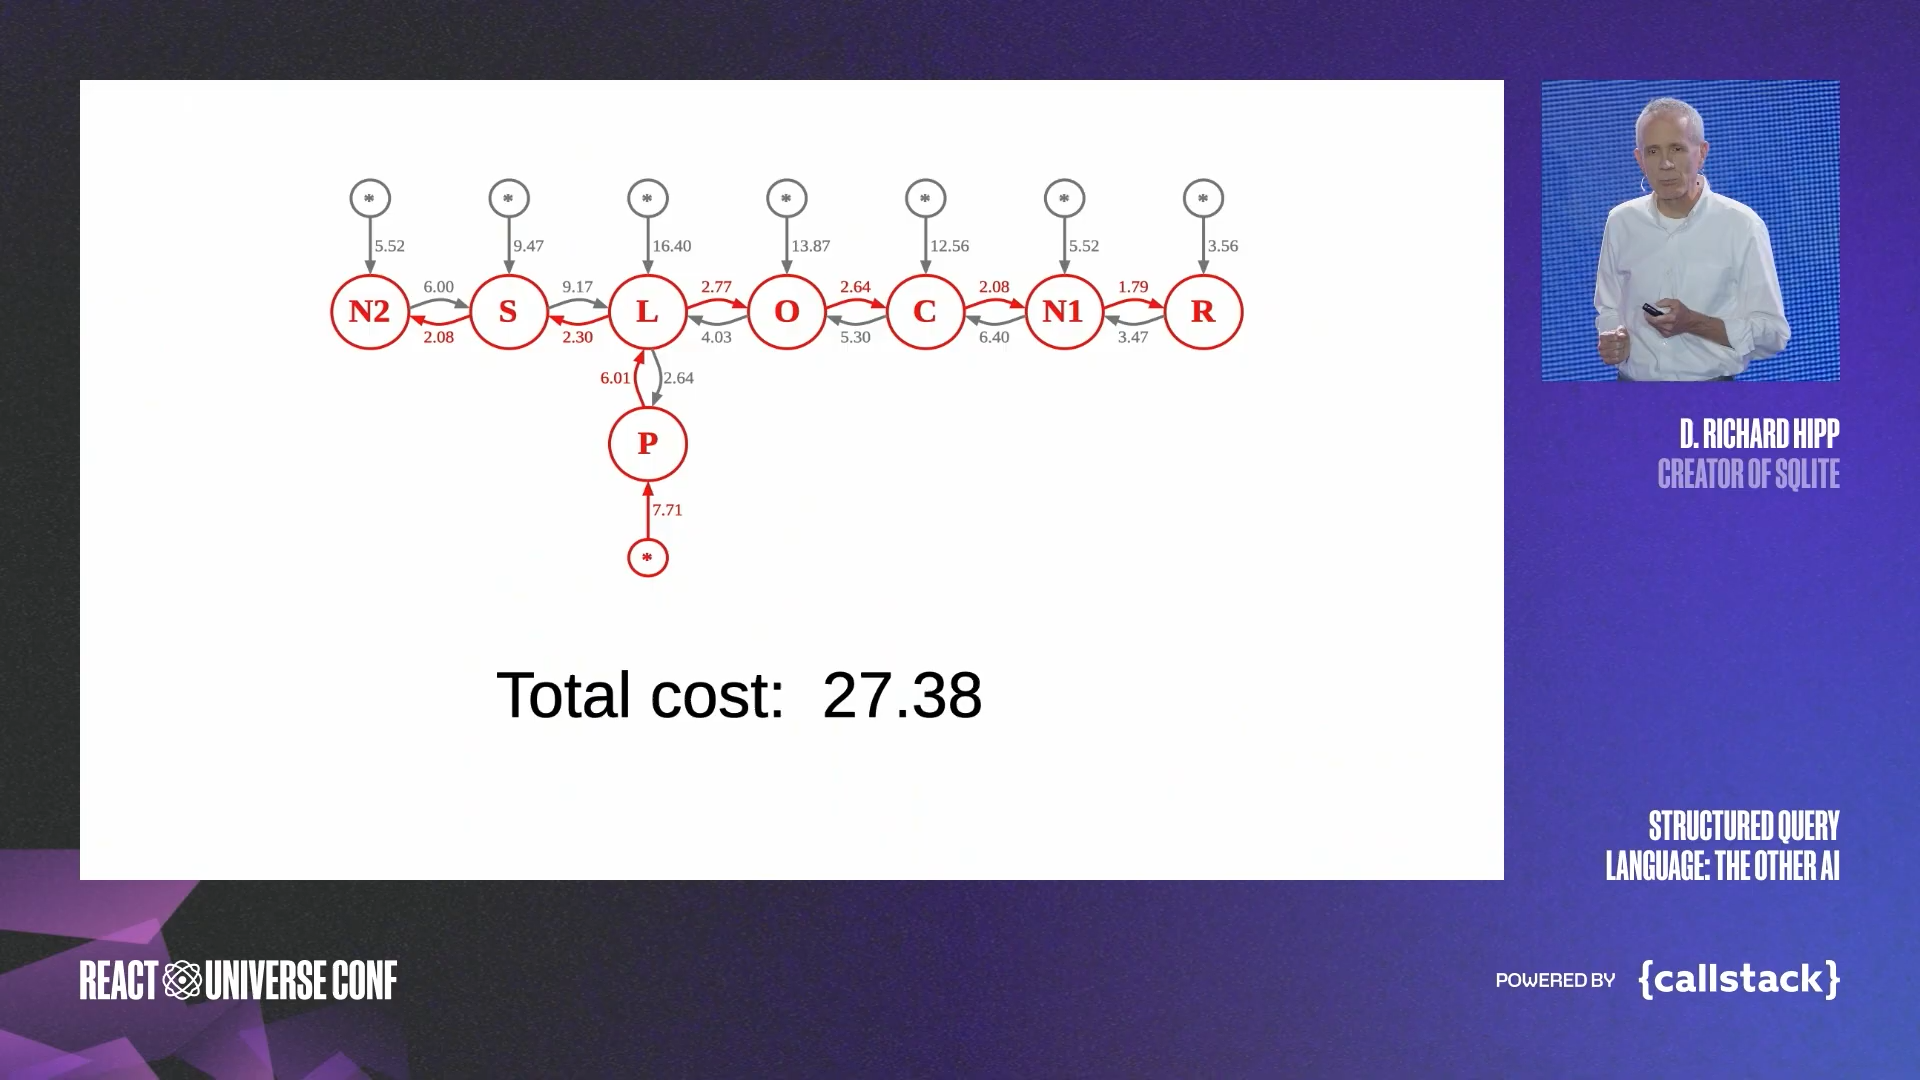 * * * * * * *
5.52 9.47 16.40 13.87 12.56 5.52 3.56
6.00 9.17 2.77 2.64 2.08 1.79
N2 S L O C N1 R
2.08 2.30 4.03 5.30 6.40 3.47
6.01 2.64
P
7.71
*
Total cost: 27.38
D. RICHARD HIPP
CREATOR OF SQLITE
STRUCTURED QUERY
LANGUAGE: THE OTHER AI
REACT UNIVERSE CONF
POWERED BY {callstack}